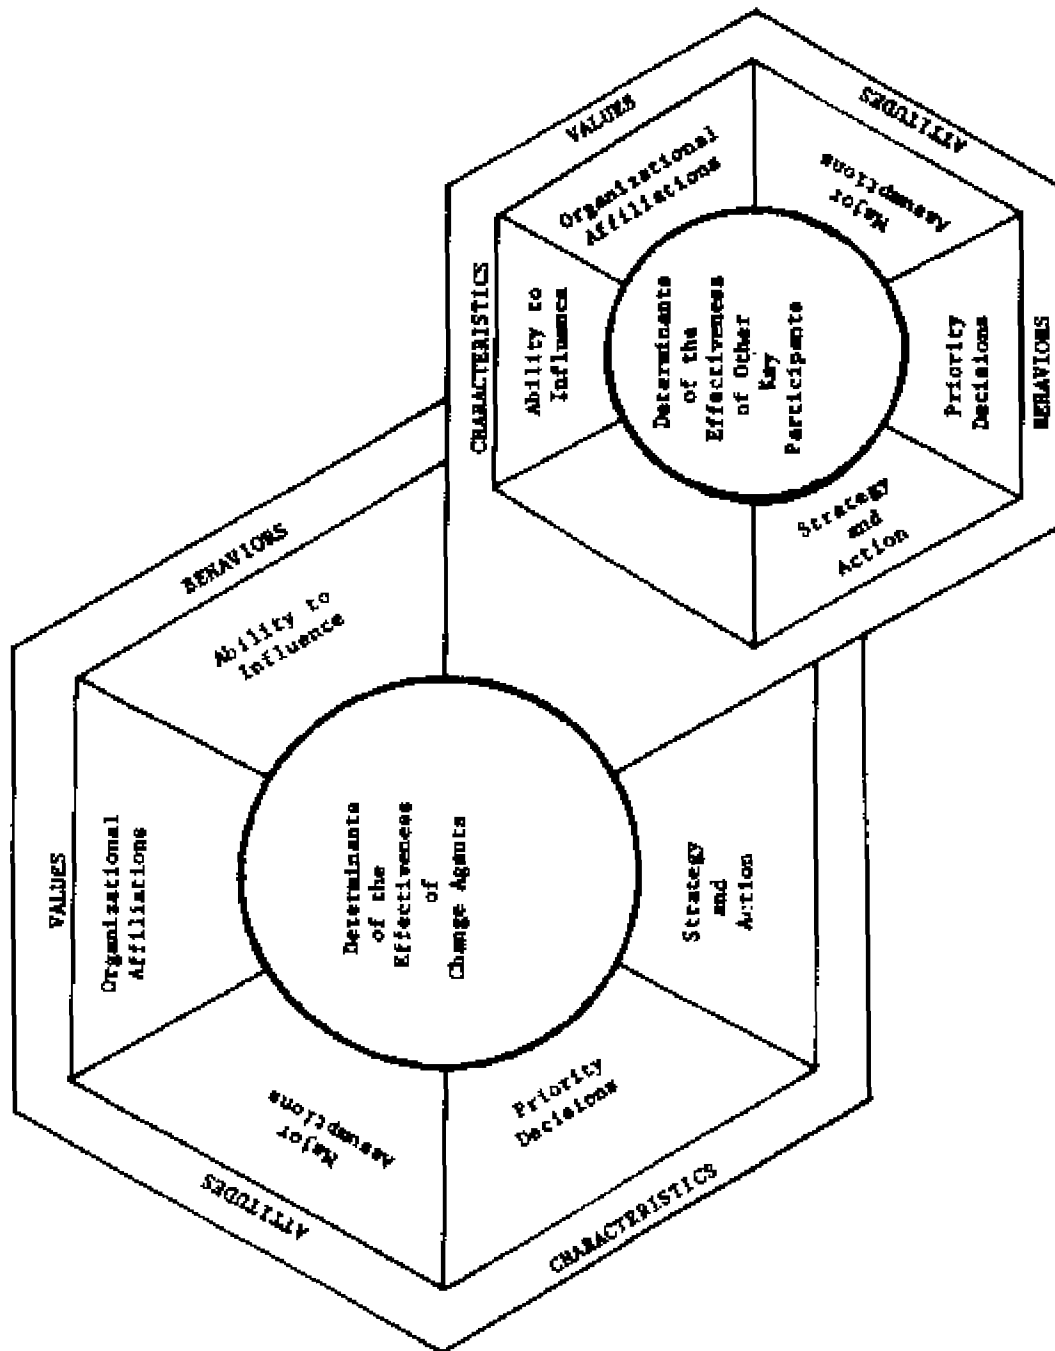 VALUES
Organizational
Affiliations
BEHAVIORS
Ability to
Influence
Determinants
of the
Effectiveness
of
Change Agents
ATTITUDES
Major
Assumptions
Priority
Decisions
CHARACTERISTICS
Strategy
and
Action
CHARACTERISTICS
Ability to
Influence
VALUES
Organizational
Affiliations
ATTITUDES
Major
Assumptions
Determinants
of the
Effectiveness
of Other
Key
Participants
Priority
Decisions
BEHAVIORS
Strategy
and
Action